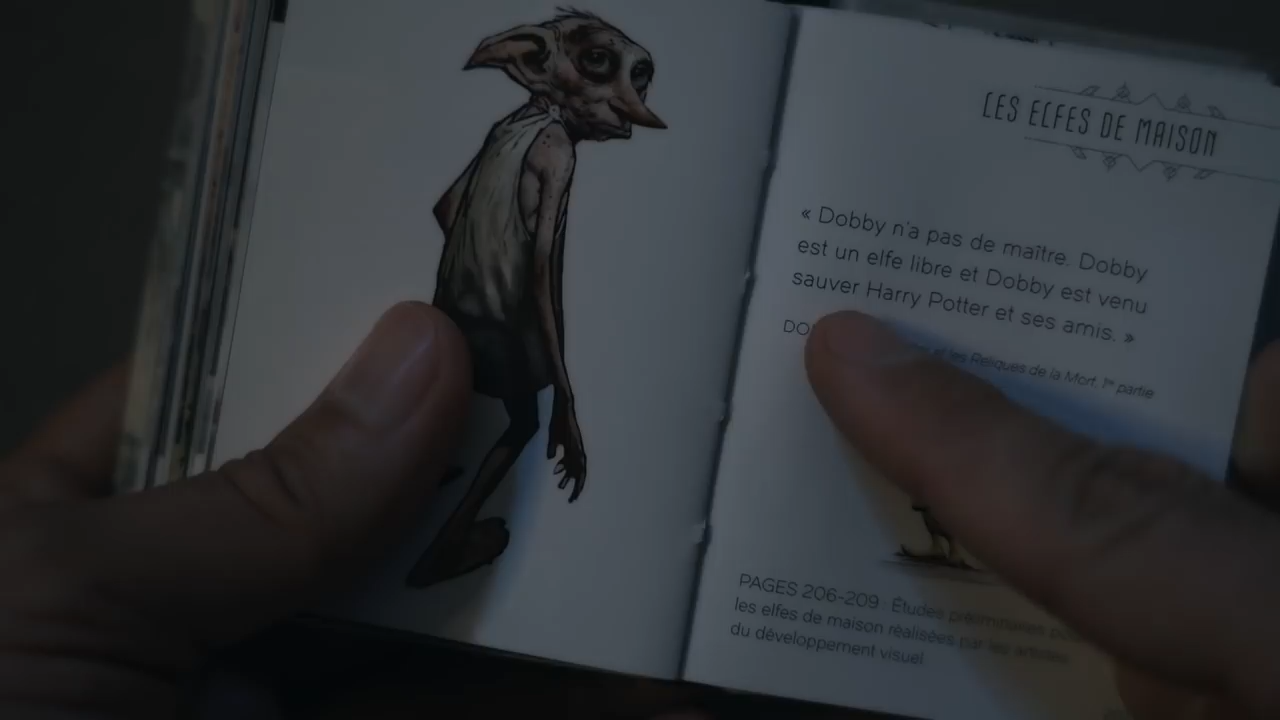 LES ELFES DE MAISON
« Dobby n'a pas de maître. Dobby
est un elfe libre et Dobby est venu
sauver Harry Potter et ses amis. »
et les Reliques de la Mort, 1re partie
PAGES 206-209 : Études préliminaires
les elfes de maison réalisées par les artistes
du développement visuel